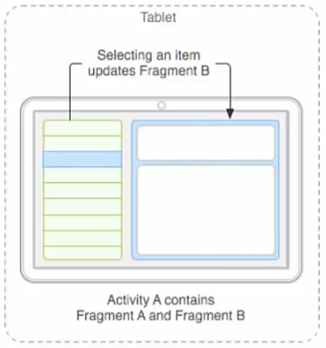 Tablet
Selecting an item
updates Fragment B
Activity A contains
Fragment A and Fragment B